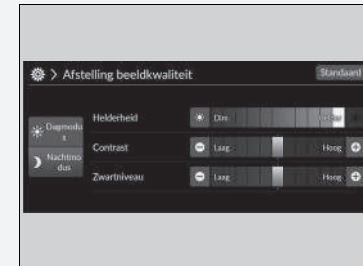 > Afstelling beeldkwaliteit
Standaard
Dagmodu
s
Nachtmo
dus
Helderheid
Dim
Contrast
Laag
Hoog
Zwartniveau
Laag
Hoog